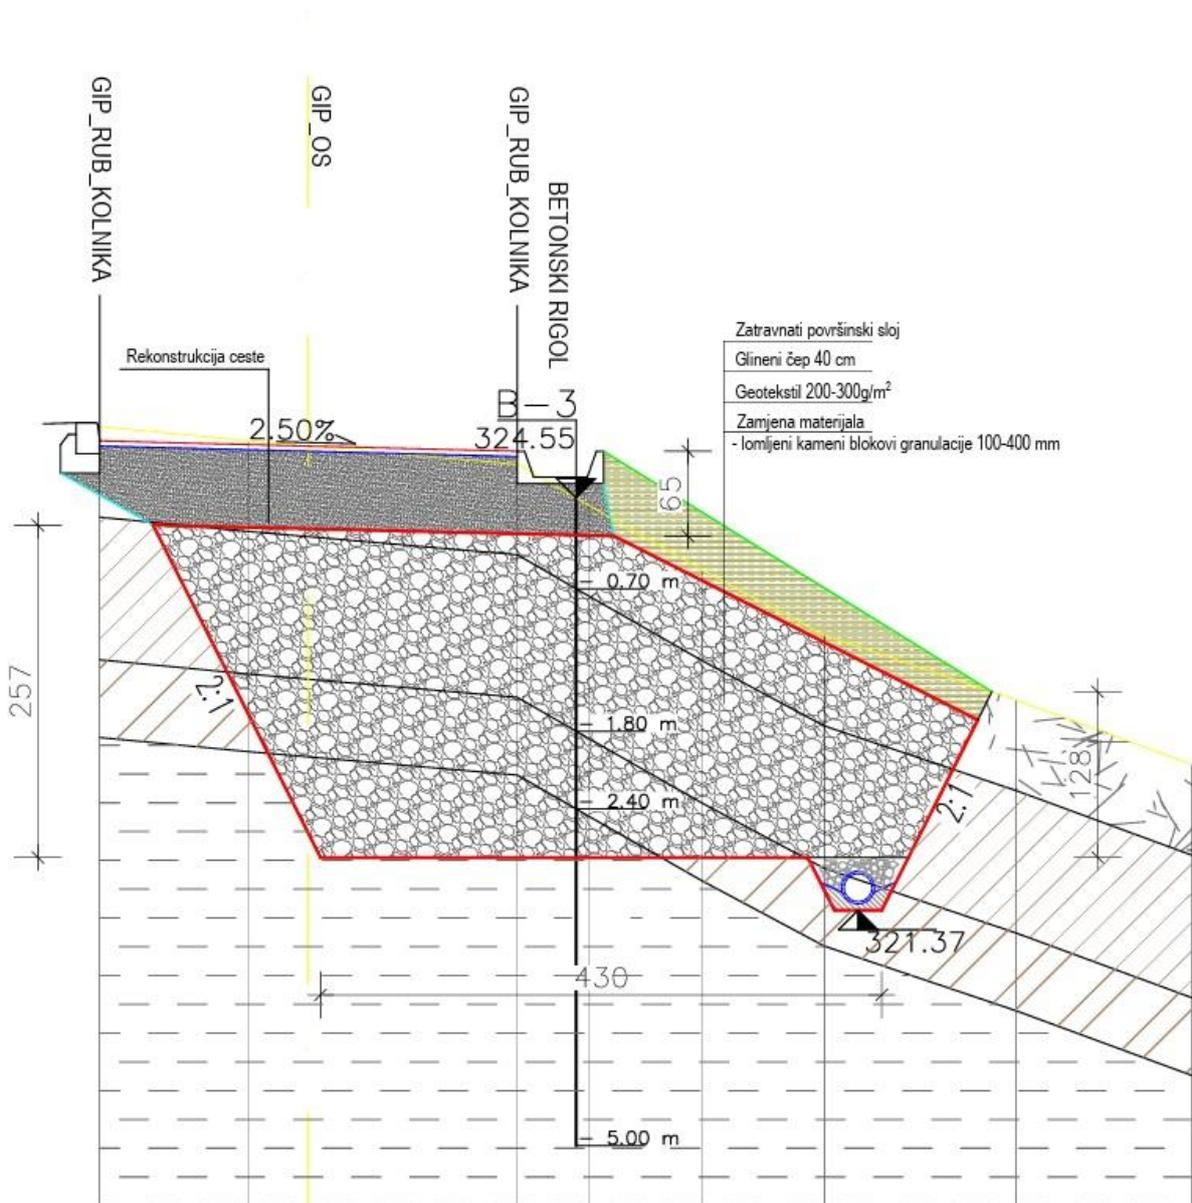 GIP_RUB_KOLNIKA
GIP_OS
GIP_RUB_KOLNIKA
BETONSKI RIGOL
Rekonstrukcija ceste
Zatravnati površinski sloj
Glineni čep 40 cm
Geotekstil 200-300g/m²
Zamjena materijala
- lomljeni kameni blokovi granulacije 100-400 mm
B-3
324.55
2.50%
65
0.70 m
257
2:1
1.80 m
128
2.40 m
2:1
321.37
430
5.00 m